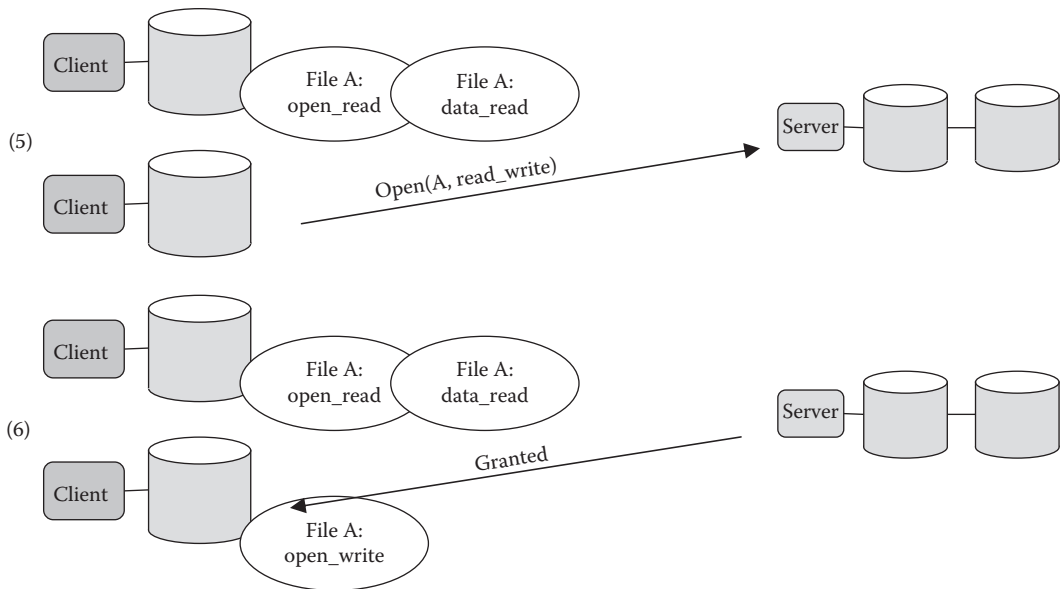 Client
File A:
open_read
File A:
data_read
Server
(5)
Open(A, read_write)
Client
Client
File A:
open_read
File A:
data_read
Server
(6)
Granted
Client
File A:
open_write